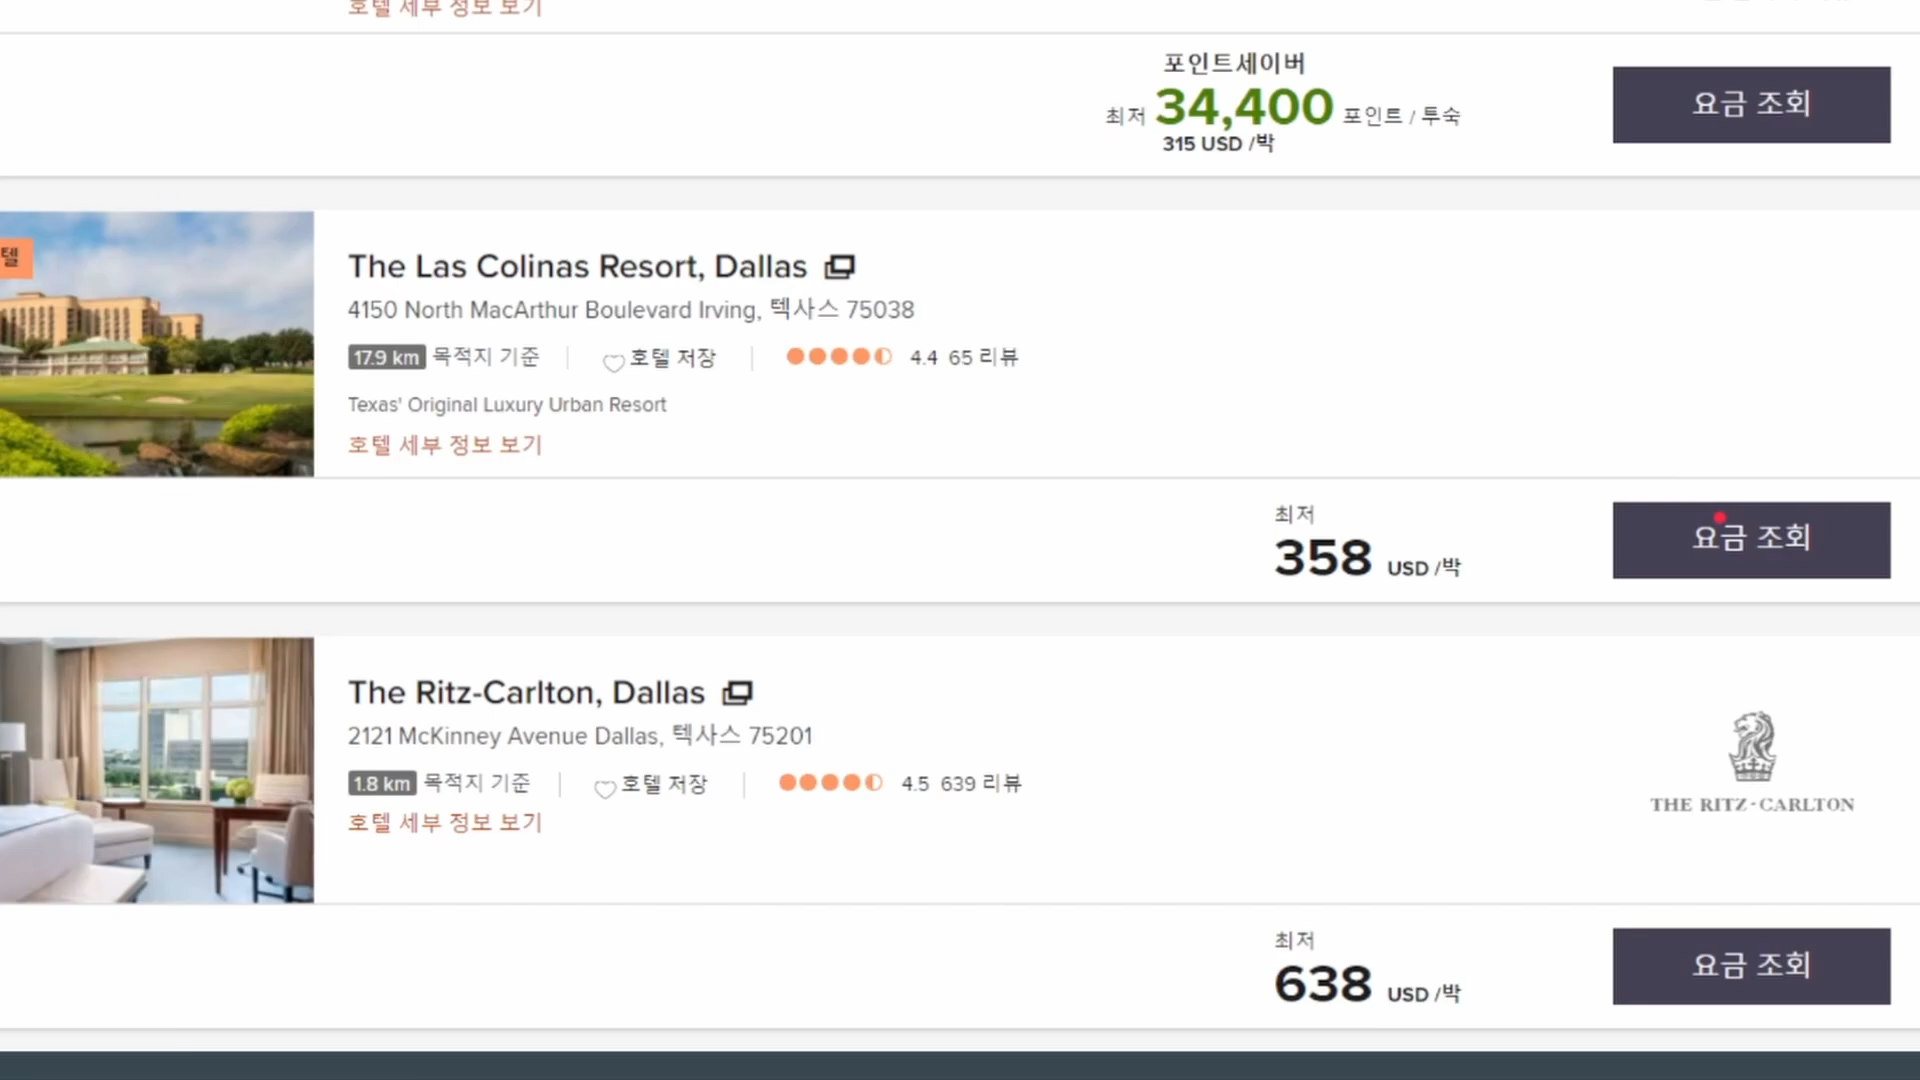 호텔 세부 정보 보기
포인트세이버
최저 34,400 포인트 / 투숙
315 USD /박
요금 조회
텔
The Las Colinas Resort, Dallas
4150 North MacArthur Boulevard Irving, 텍사스 75038
17.9 km 목적지 기준 호텔 저장 4.4 65 리뷰
Texas' Original Luxury Urban Resort
호텔 세부 정보 보기
최저
358 USD /박
요금 조회
The Ritz-Carlton, Dallas
2121 McKinney Avenue Dallas, 텍사스 75201
1.8 km 목적지 기준 호텔 저장 4.5 639 리뷰
호텔 세부 정보 보기
THE RITZ-CARLTON
최저
638 USD /박
요금 조회